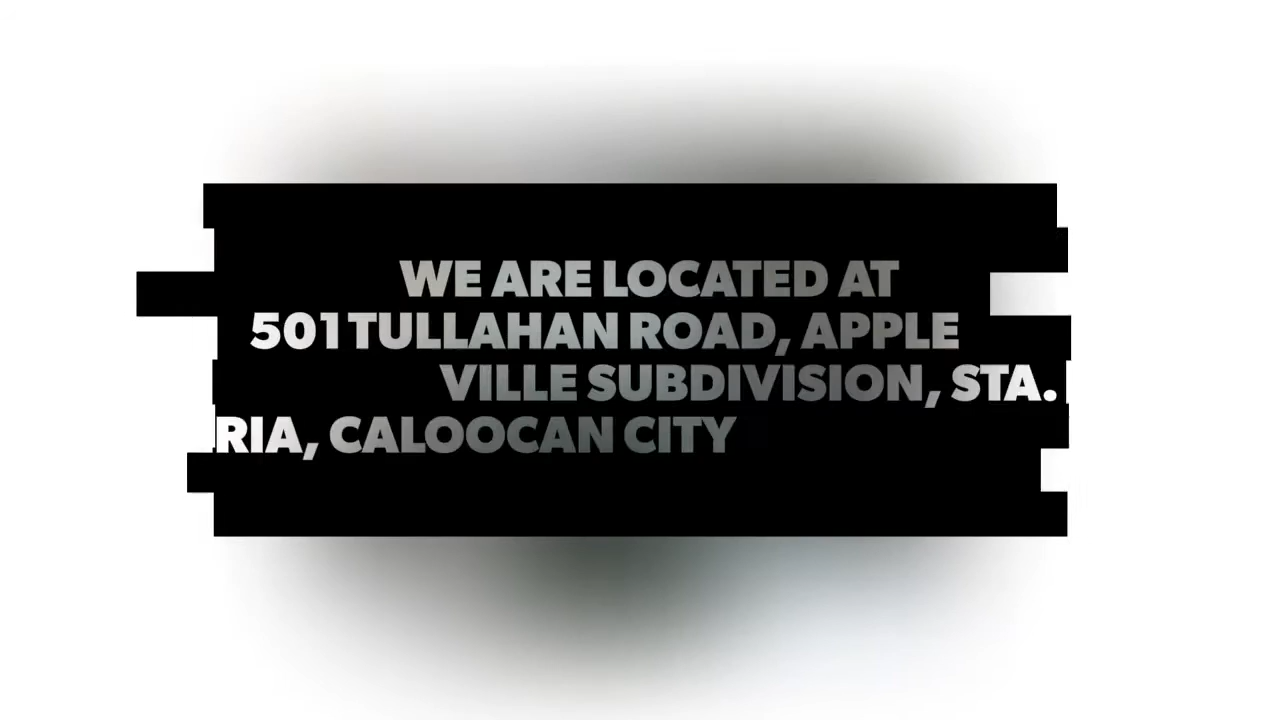 WE ARE LOCATED AT
501 TULLAHAN ROAD, APPLE
VILLE SUBDIVISION, STA.
RIA, CALOOCAN CITY